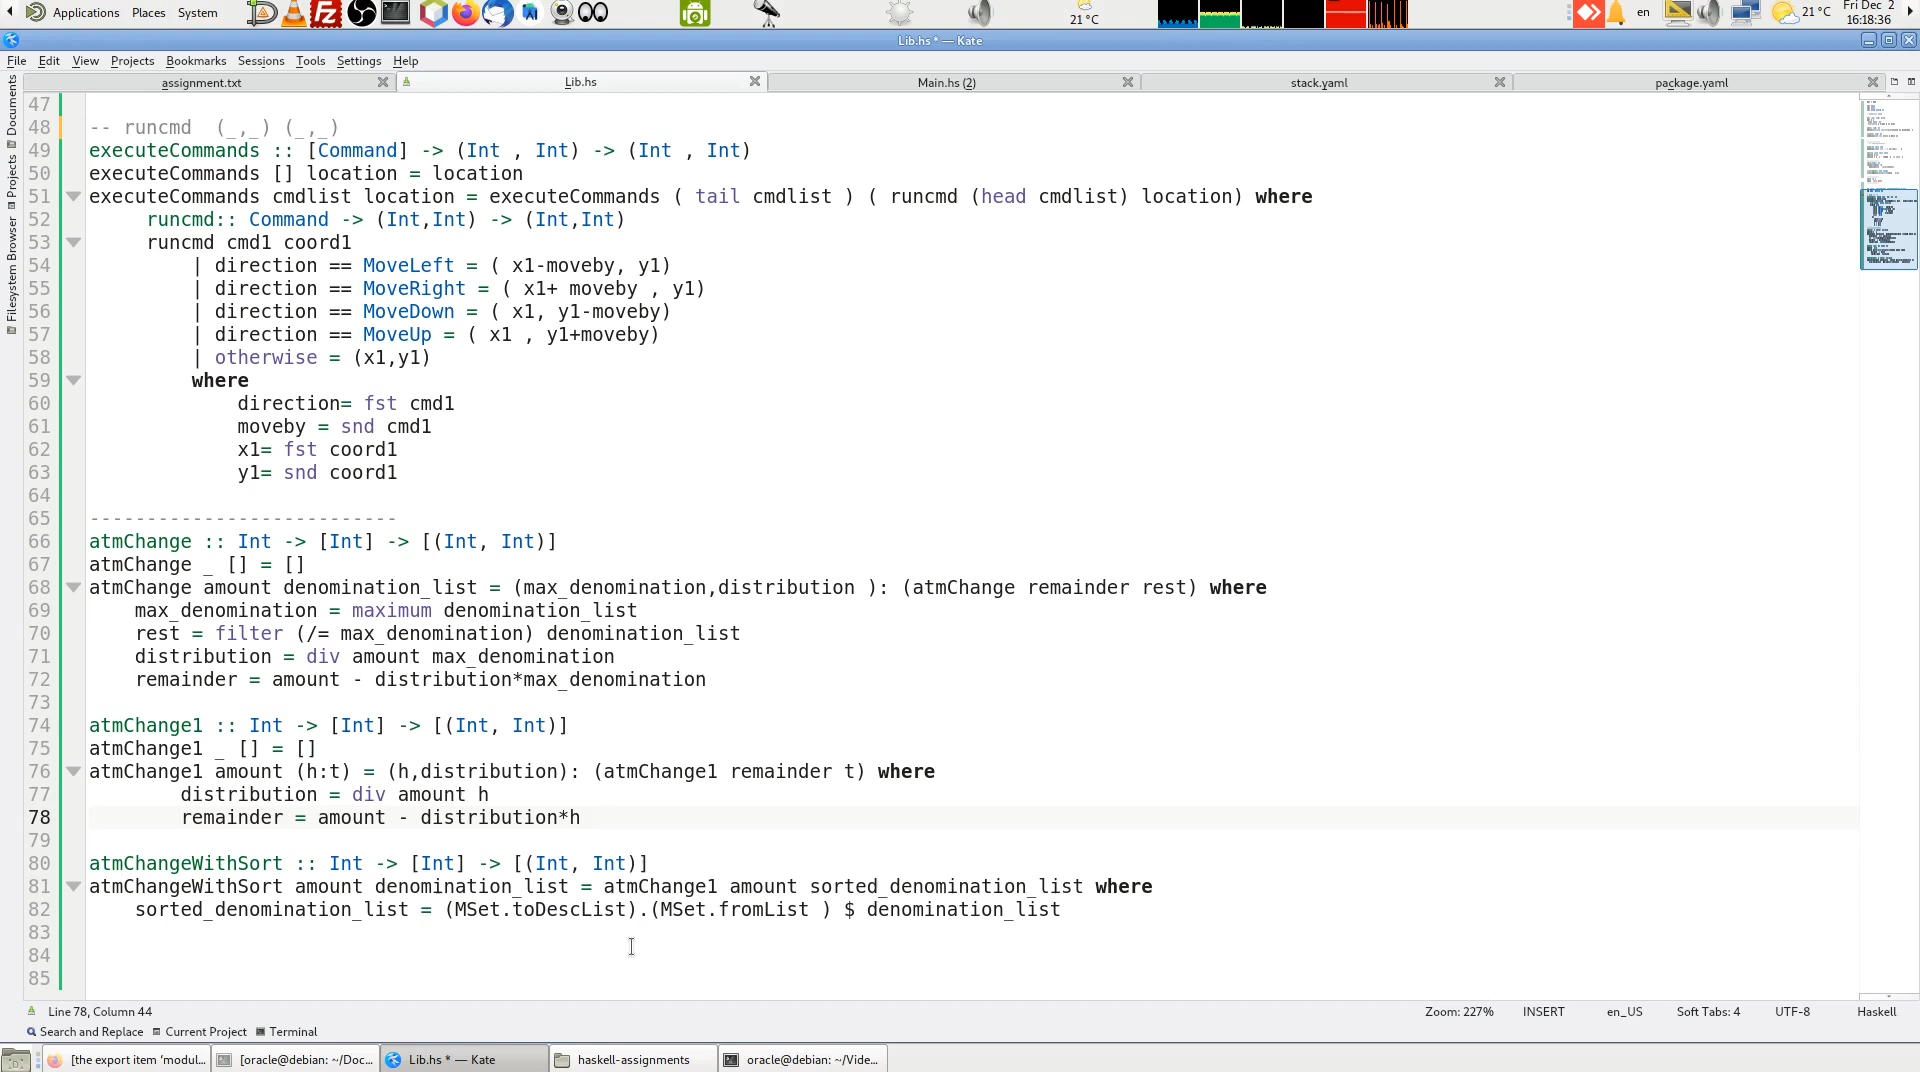 Applications Places System
21 °C
en
21 °C
Fri Dec 2
16:18:36
Lib.hs * — Kate
File Edit View Projects Bookmarks Sessions Tools Settings Help
assignment.txt Lib.hs Main.hs (2) stack.yaml package.yaml
Documents
Projects
Filesystem Browser
47
48 -- runcmd  (_,_) (_,_)
49 executeCommands :: [Command] -> (Int , Int) -> (Int , Int)
50 executeCommands [] location = location
51 executeCommands cmdlist location = executeCommands ( tail cmdlist ) ( runcmd (head cmdlist) location) where
52      runcmd:: Command -> (Int,Int) -> (Int,Int)
53      runcmd cmd1 coord1
54          | direction == MoveLeft = ( x1-moveby, y1)
55          | direction == MoveRight = ( x1+ moveby , y1)
56          | direction == MoveDown = ( x1, y1-moveby)
57          | direction == MoveUp = ( x1 , y1+moveby)
58          | otherwise = (x1,y1)
59          where
60              direction= fst cmd1
61              moveby = snd cmd1
62              x1= fst coord1
63              y1= snd coord1
64
65 ---------------------------
66 atmChange :: Int -> [Int] -> [(Int, Int)]
67 atmChange _ [] = []
68 atmChange amount denomination_list = (max_denomination,distribution ): (atmChange remainder rest) where
69     max_denomination = maximum denomination_list
70     rest = filter (/= max_denomination) denomination_list
71     distribution = div amount max_denomination
72     remainder = amount - distribution*max_denomination
73
74 atmChange1 :: Int -> [Int] -> [(Int, Int)]
75 atmChange1 _ [] = []
76 atmChange1 amount (h:t) = (h,distribution): (atmChange1 remainder t) where
77         distribution = div amount h
78         remainder = amount - distribution*h
79
80 atmChangeWithSort :: Int -> [Int] -> [(Int, Int)]
81 atmChangeWithSort amount denomination_list = atmChange1 amount sorted_denomination_list where
82     sorted_denomination_list = (MSet.toDescList).(MSet.fromList ) $ denomination_list
83
84
85
Line 78, Column 44 Zoom: 227% INSERT en_US Soft Tabs: 4 UTF-8 Haskell
Search and Replace Current Project Terminal
[the export item ‘modul... [oracle@debian: ~/Doc... Lib.hs * — Kate haskell-assignments oracle@debian: ~/Vide...